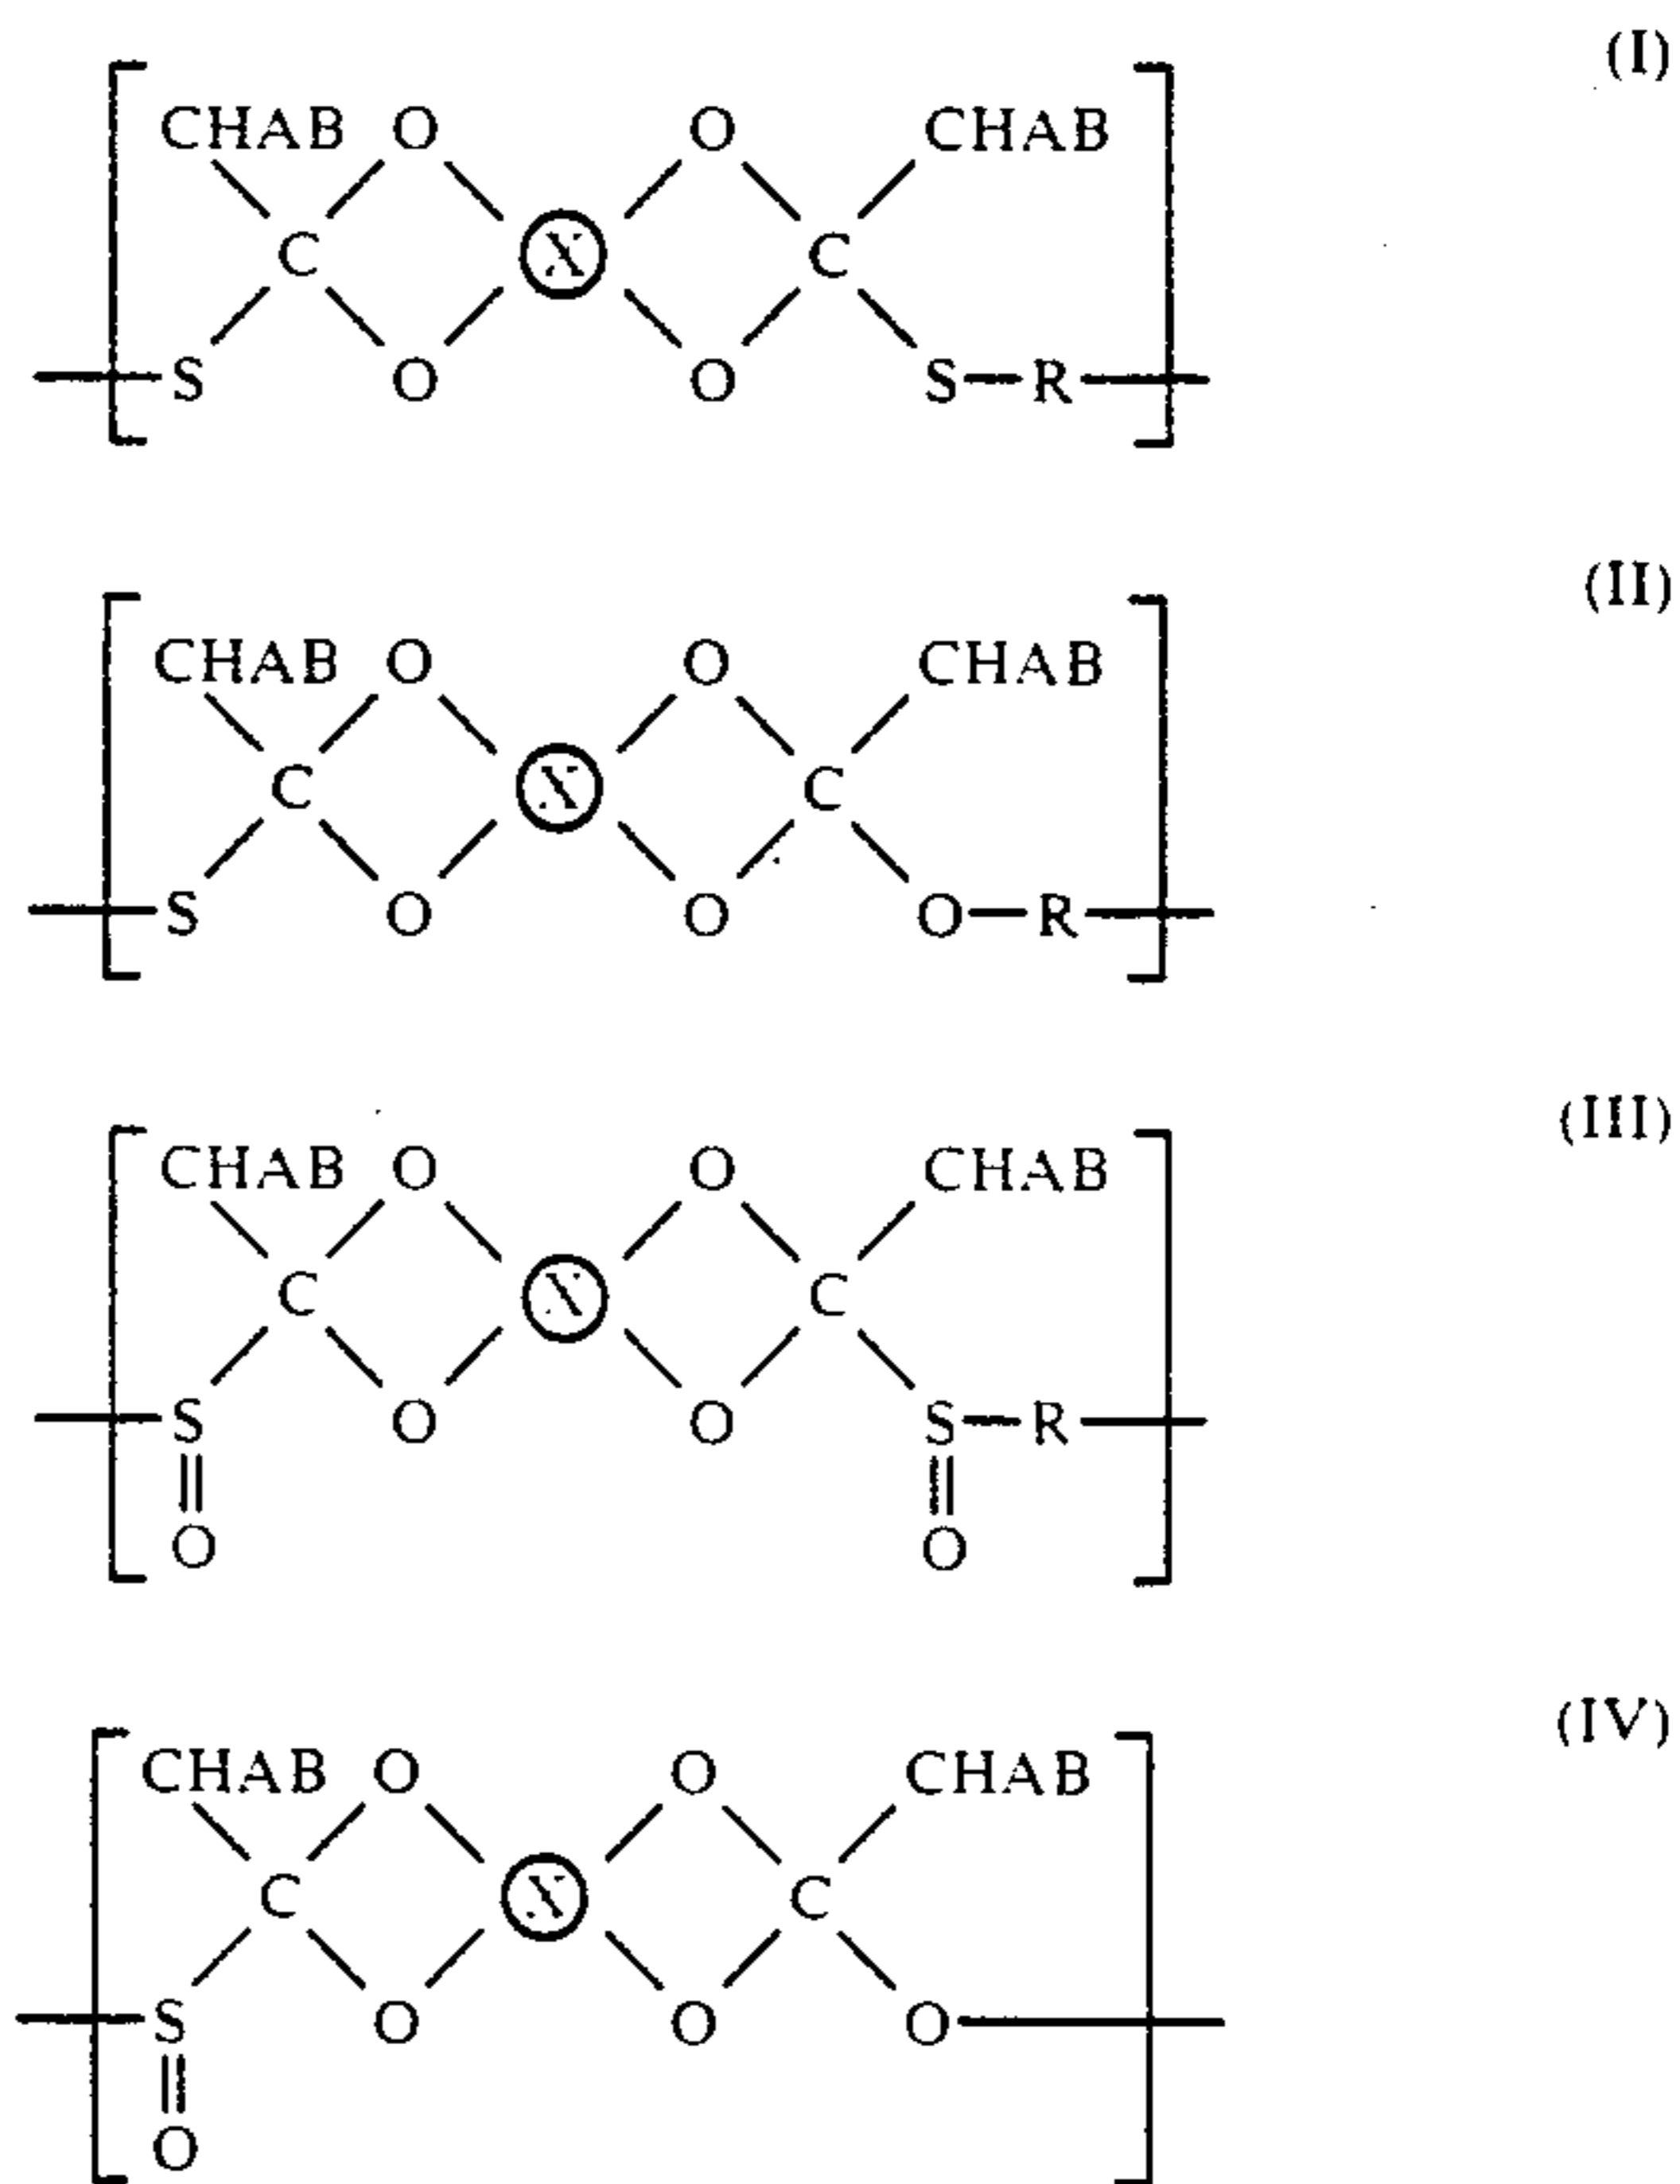 (I)
CHAB O O CHAB
C X C
S O O S R
(II)
CHAB O O CHAB
C X C
S O O O R
(III)
CHAB O O CHAB
C X C
S O O S R
O O
(IV)
CHAB O O CHAB
C X C
S O O O
O